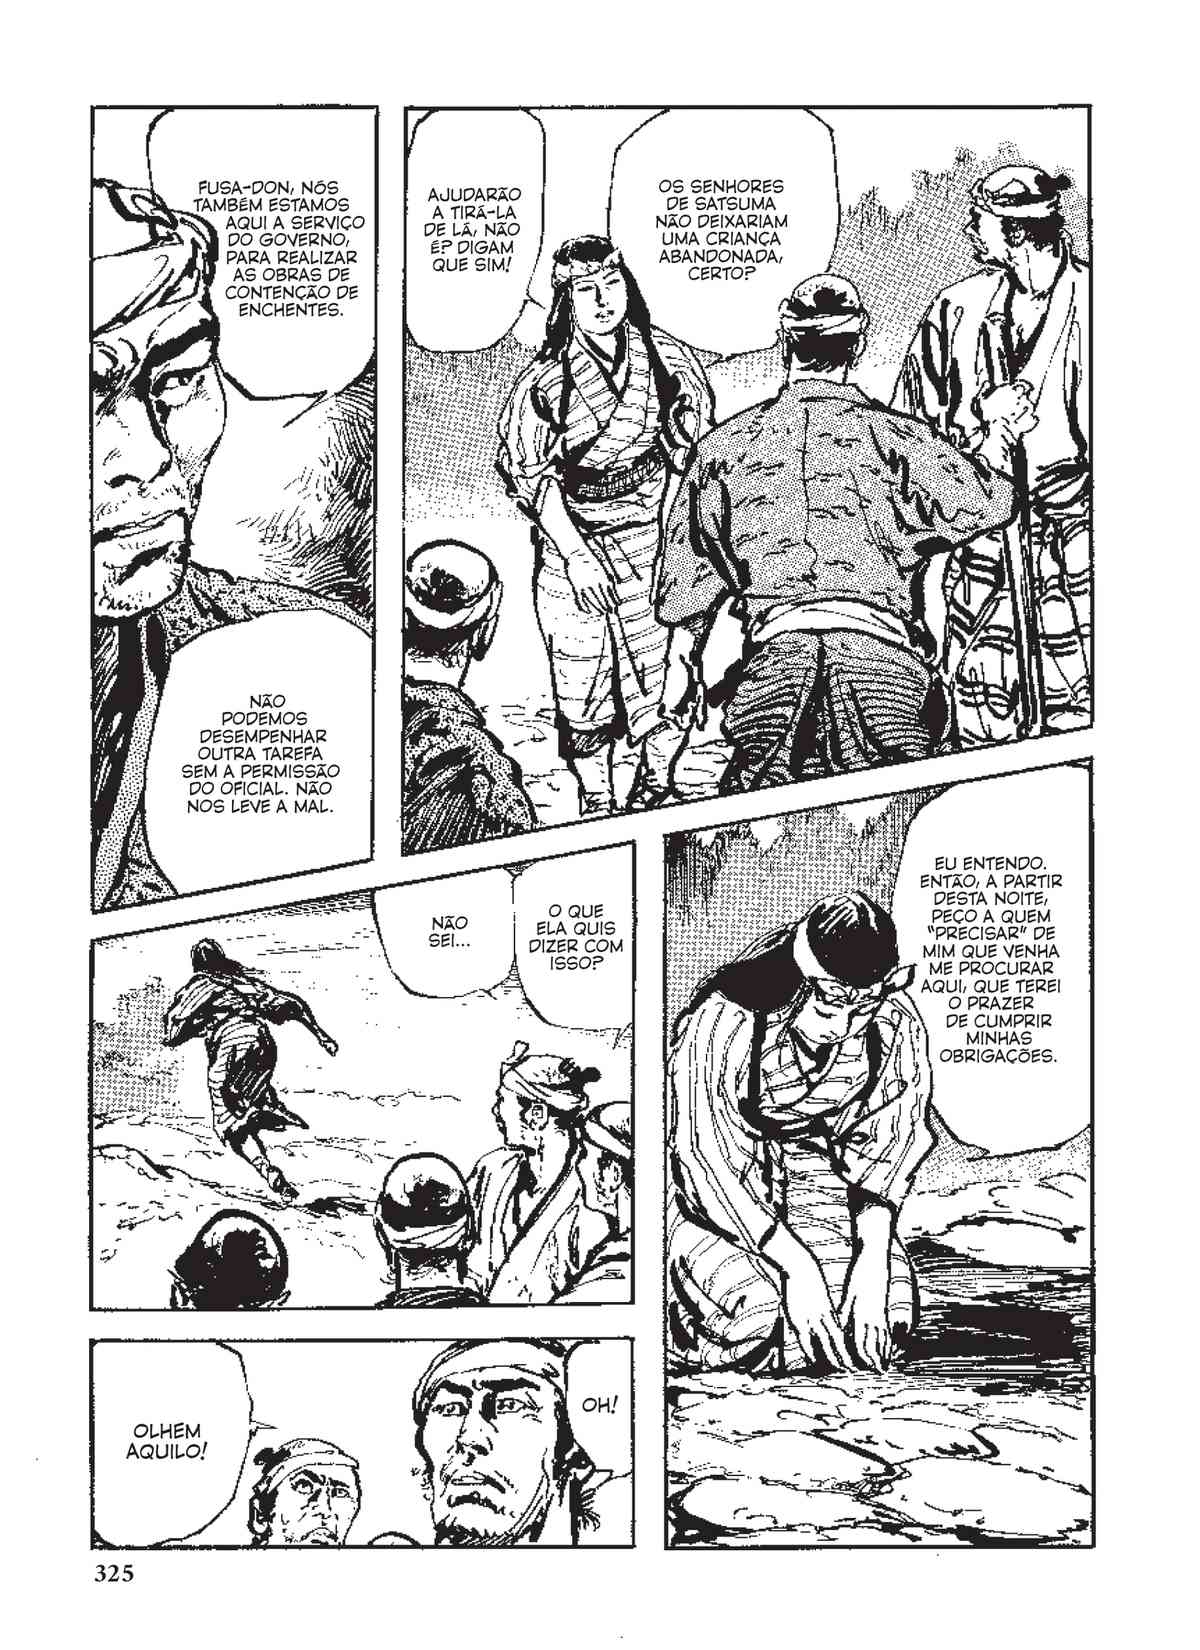 OS SENHORES
DE SATSUMA
NÃO DEIXARIAM
UMA CRIANÇA
ABANDONADA,
CERTO?
AJUDARÃO
A TIRÁ-LA
DE LÁ, NÃO
É? DIGAM
QUE SIM!
FUSA-DON, NÓS
TAMBÉM ESTAMOS
AQUI A SERVIÇO
DO GOVERNO,
PARA REALIZAR
AS OBRAS DE
CONTENÇÃO DE
ENCHENTES.
NÃO
PODEMOS
DESEMPENHAR
OUTRA TAREFA
SEM A PERMISSÃO
DO OFICIAL. NÃO
NOS LEVE A MAL.
EU ENTENDO.
ENTÃO, A PARTIR
DESTA NOITE,
PEÇO A QUEM
“PRECISAR” DE
MIM QUE VENHA
ME PROCURAR
AQUI, QUE TEREI
O PRAZER
DE CUMPRIR
MINHAS
OBRIGAÇÕES.
O QUE
ELA QUIS
DIZER COM
ISSO?
NÃO
SEI...
OH!
OLHEM
AQUILO!
325